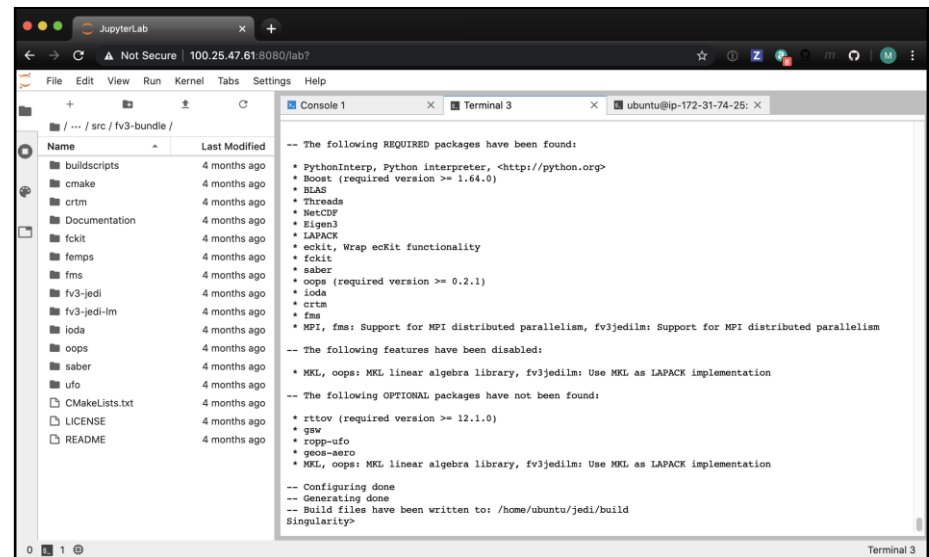 JupyterLab
Not Secure | 100.25.47.61:8080/lab?
Z
6
m
M
File Edit View Run Kernel Tabs Settings Help
Console 1
Terminal 3
ubuntu@ip-172-31-74-25:
/ ··· / src / fv3-bundle /
Name Last Modified
buildscripts 4 months ago
cmake 4 months ago
crtm 4 months ago
Documentation 4 months ago
fckit 4 months ago
femps 4 months ago
fms 4 months ago
fv3-jedi 4 months ago
fv3-jedi-lm 4 months ago
ioda 4 months ago
oops 4 months ago
saber 4 months ago
ufo 4 months ago
CMakeLists.txt 4 months ago
LICENSE 4 months ago
README 4 months ago
-- The following REQUIRED packages have been found:
* PythonInterp, Python interpreter, <http://python.org>
* Boost (required version >= 1.64.0)
* BLAS
* Threads
* NetCDF
* Eigen3
* LAPACK
* eckit, Wrap ecKit functionality
* fckit
* saber
* oops (required version >= 0.2.1)
* ioda
* crtm
* fms
* MPI, fms: Support for MPI distributed parallelism, fv3jedilm: Support for MPI distributed parallelism
-- The following features have been disabled:
* MKL, oops: MKL linear algebra library, fv3jedilm: Use MKL as LAPACK implementation
-- The following OPTIONAL packages have not been found:
* rttov (required version >= 12.1.0)
* gsw
* ropp-ufo
* geos-aero
* MKL, oops: MKL linear algebra library, fv3jedilm: Use MKL as LAPACK implementation
-- Configuring done
-- Generating done
-- Build files have been written to: /home/ubuntu/jedi/build
Singularity>
0 1
Terminal 3